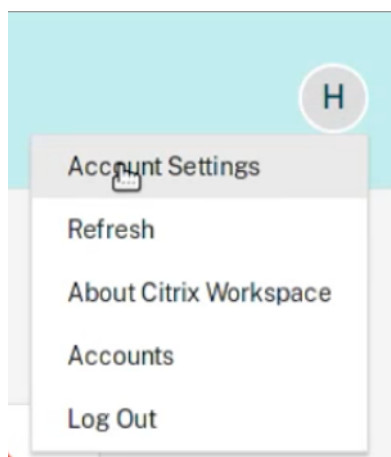 H
Account Settings
Refresh
About Citrix Workspace
Accounts
Log Out